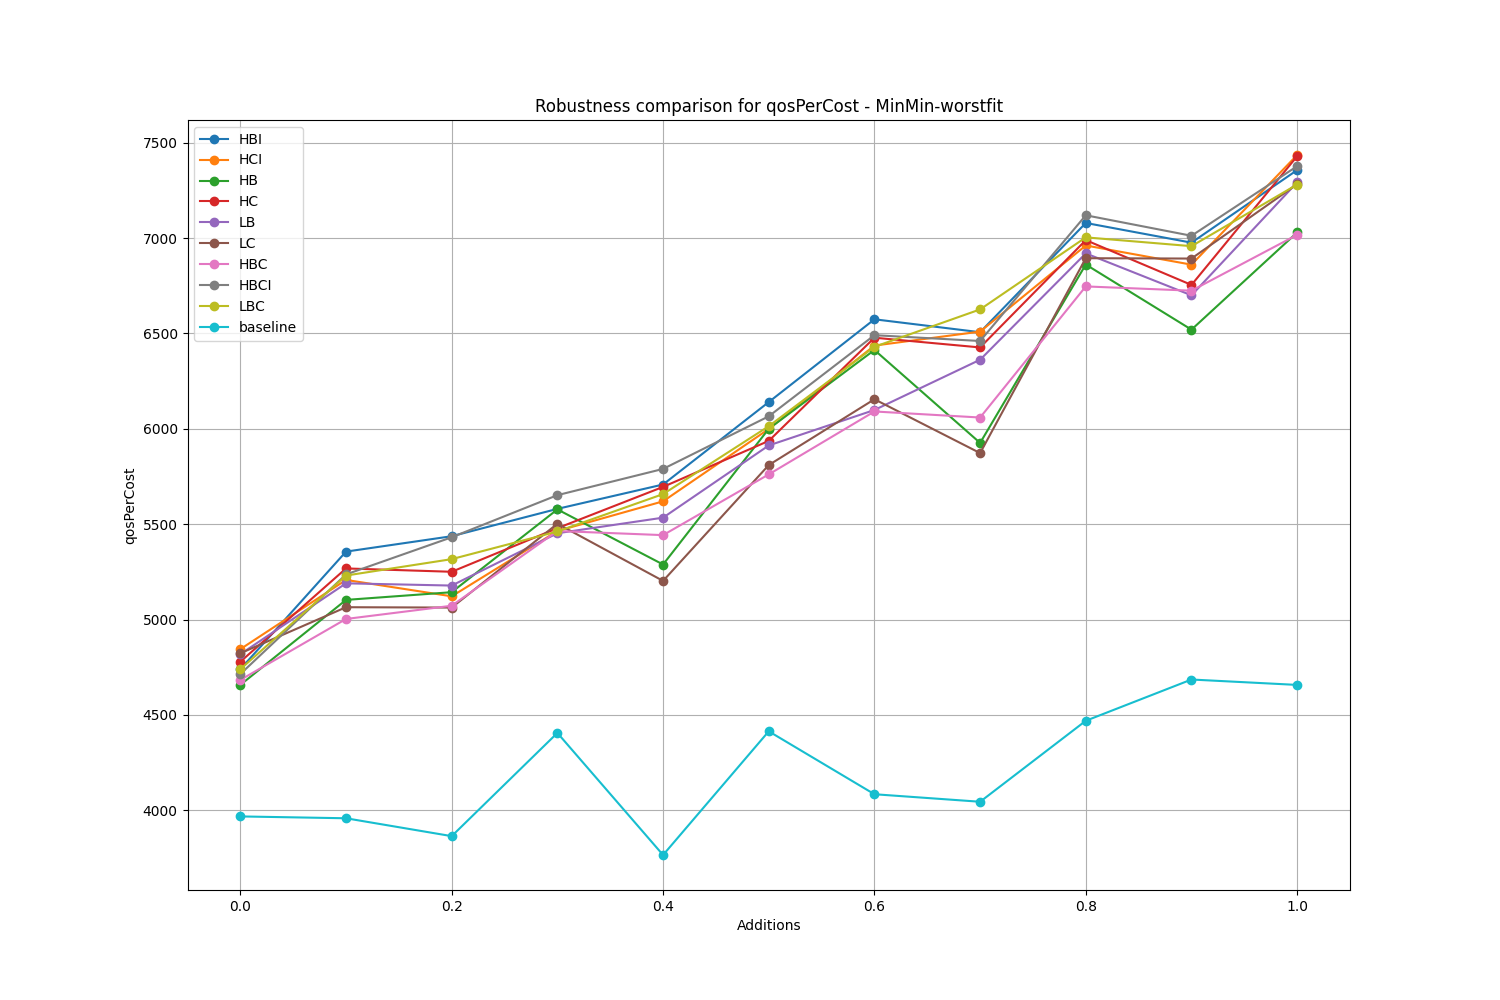 Robustness comparison for qosPerCost - MinMin-worstfit
HBI
HCI
HB
HC
LB
LC
HBC
HBCI
LBC
baseline
qosPerCost
7500
7000
6500
6000
5500
5000
4500
4000
0.0 0.2 0.4 0.6 0.8 1.0
Additions